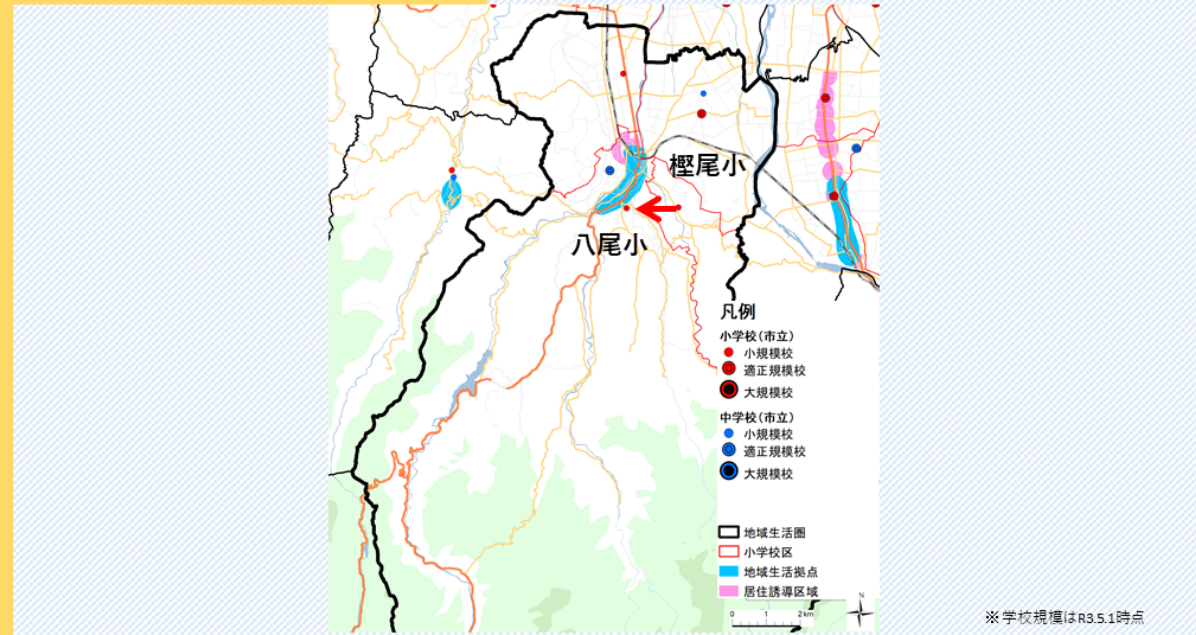 樫尾小
八尾小
凡例
小学校(市立)
小規模校
適正規模校
大規模校
中学校(市立)
小規模校
適正規模校
大規模校
地域生活圏
小学校区
地域生活拠点
居住誘導区域
N
0 1 2km
※学校規模はR3.5.1時点